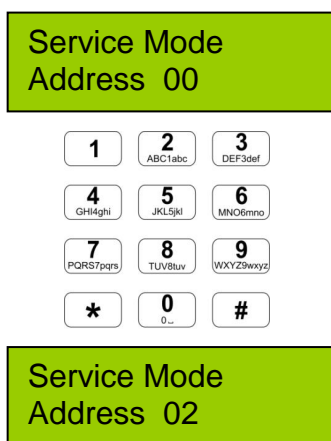 Service Mode
Address 00
1 2 3
ABC1abc DEF3def
4 5 6
GHI4ghi JKL5jkl MNO6mno
7 8 9
PQRS7pqrs TUV8tuv WXYZ9wxyz
* 0 #
0⎵
Service Mode
Address 02